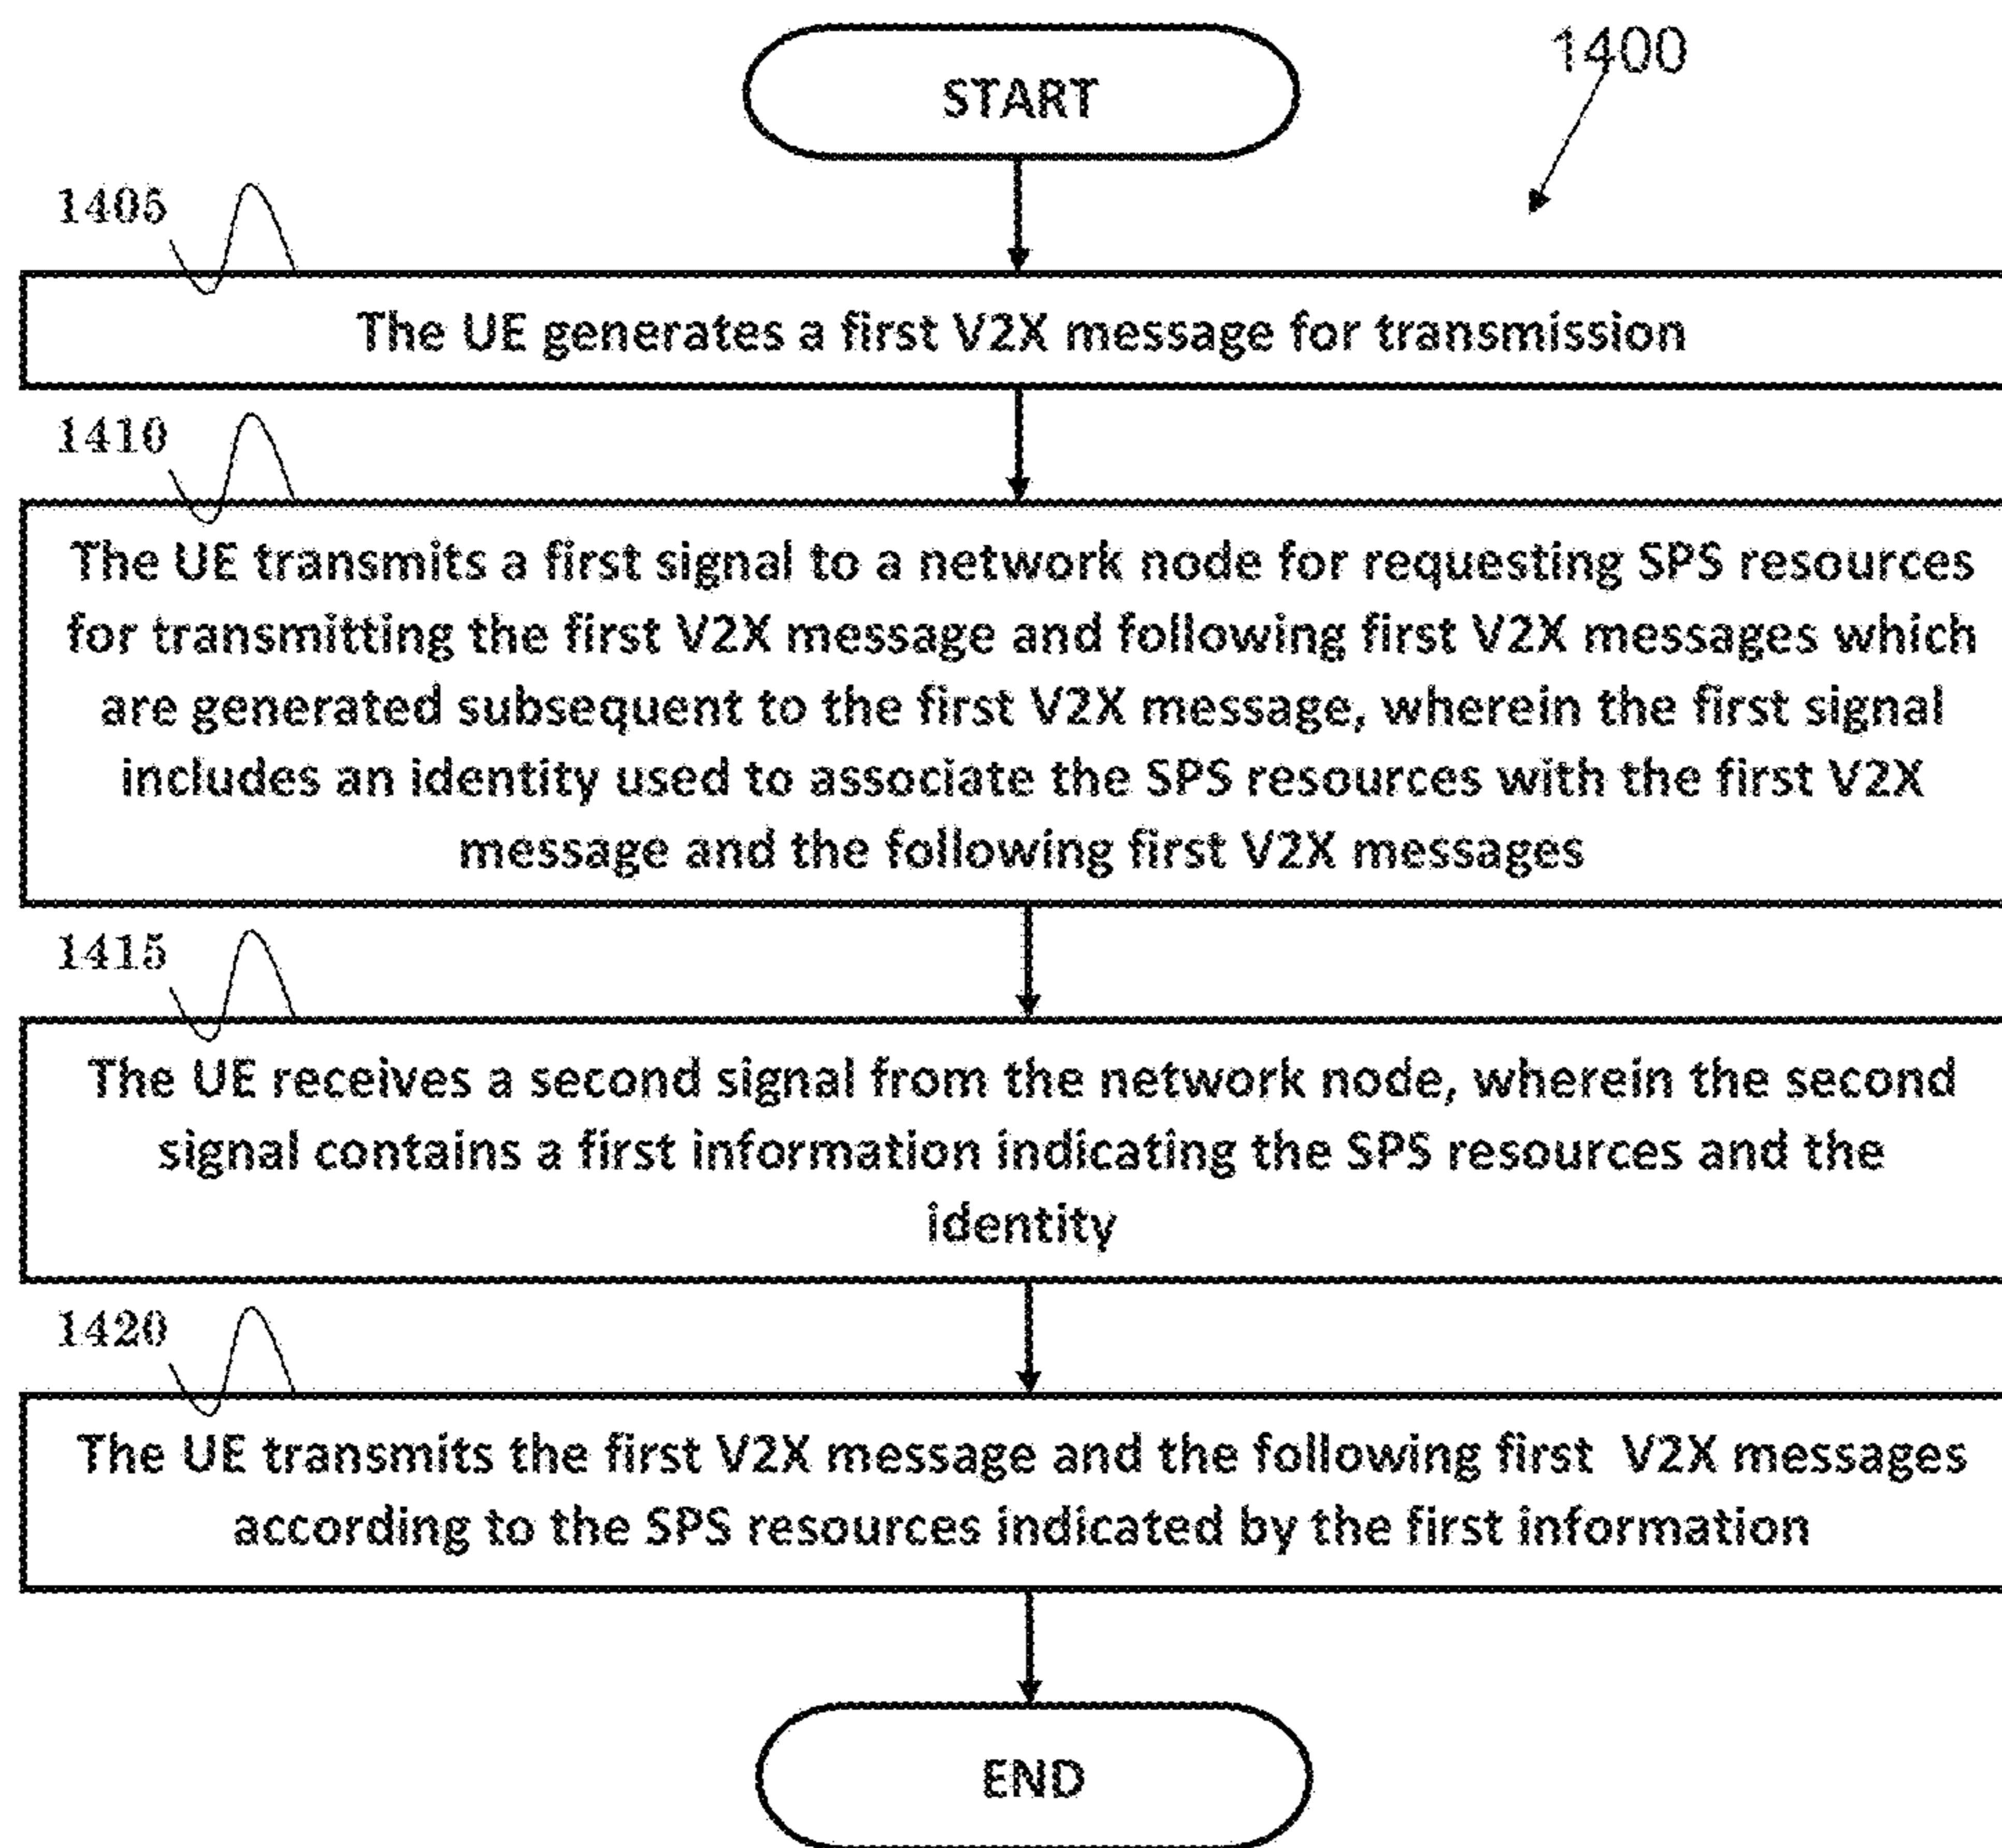 START
1400
1405
The UE generates a first V2X message for transmission
1410
The UE transmits a first signal to a network node for requesting SPS resources
for transmitting the first V2X message and following first V2X messages which
are generated subsequent to the first V2X message, wherein the first signal
includes an identity used to associate the SPS resources with the first V2X
message and the following first V2X messages
1415
The UE receives a second signal from the network node, wherein the second
signal contains a first information indicating the SPS resources and the
identity
1420
The UE transmits the first V2X message and the following first V2X messages
according to the SPS resources indicated by the first information
END